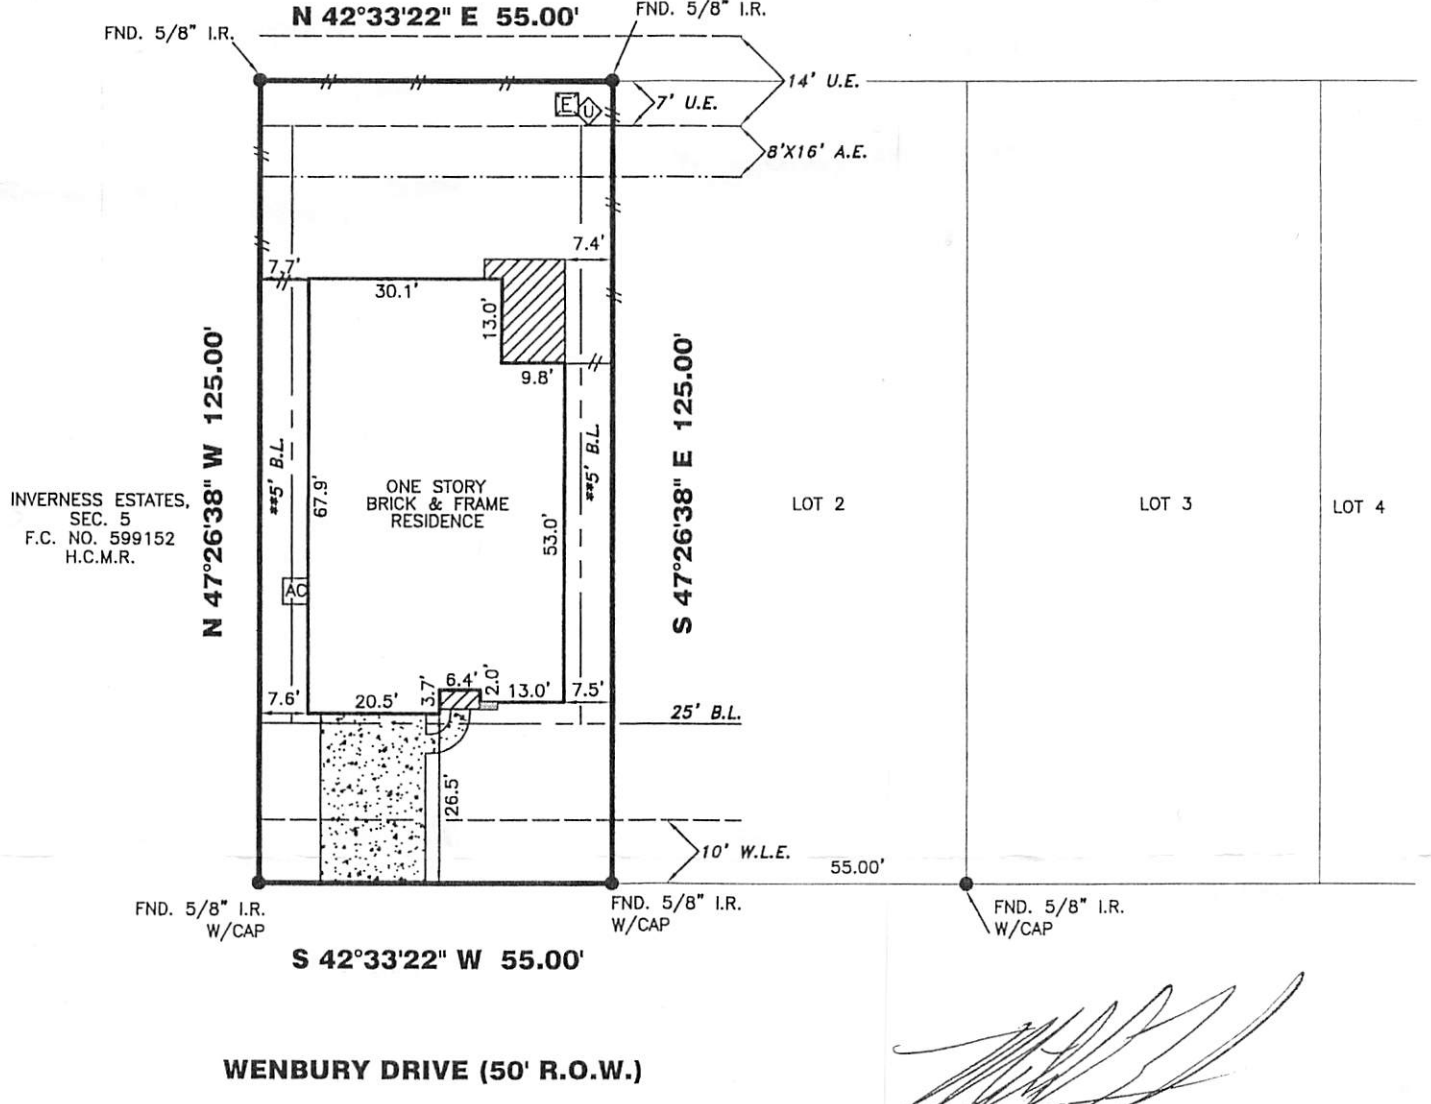 N 42°33'22" E 55.00'
FND. 5/8" I.R.
FND. 5/8" I.R.
14' U.E.
7' U.E.
E
U
8'X16' A.E.
7.4'
7.7'
30.1'
13.0'
9.8'
N 47°26'38" W 125.00'
S 47°26'38" E 125.00'
**5' B.L.
**5' B.L.
67.9'
53.0'
ONE STORY
BRICK & FRAME
RESIDENCE
INVERNESS ESTATES,
SEC. 5
F.C. NO. 599152
H.C.M.R.
LOT 2
LOT 3
LOT 4
AC
7.6'
20.5'
3.7'
6.4'
2.0'
13.0'
7.5'
25' B.L.
26.5'
10' W.L.E.
55.00'
FND. 5/8" I.R.
W/CAP
FND. 5/8" I.R.
W/CAP
FND. 5/8" I.R.
W/CAP
S 42°33'22" W 55.00'
WENBURY DRIVE (50' R.O.W.)